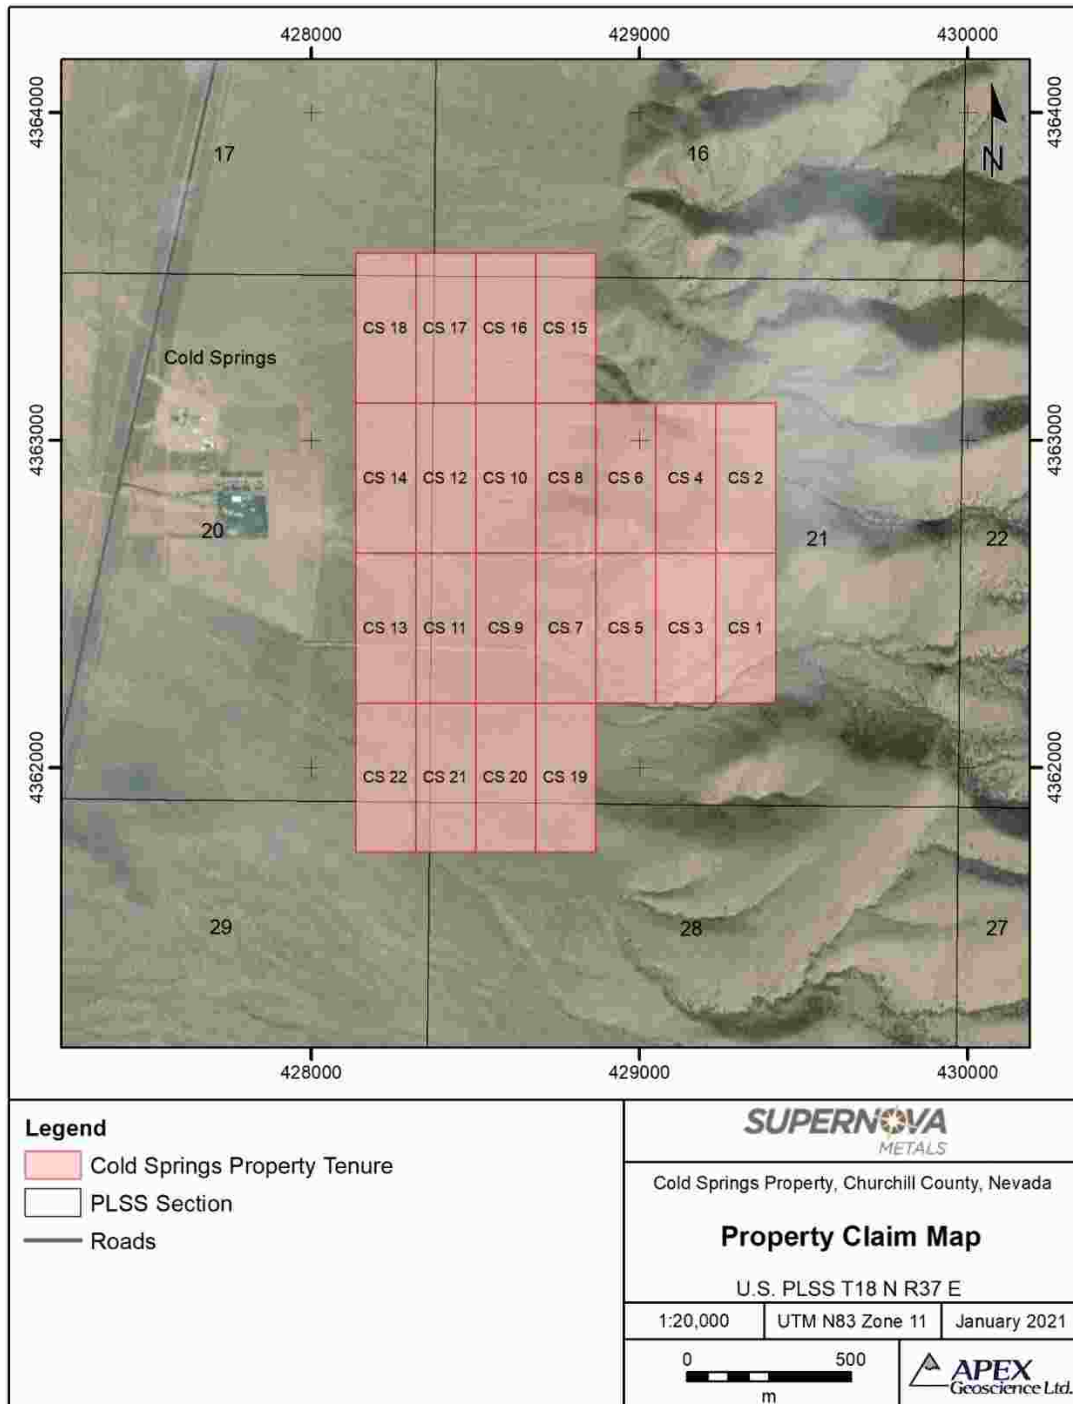 428000 429000 430000
4364000
4364000
17
16
N
CS 18 CS 17 CS 16 CS 15
Cold Springs
4363000
4363000
CS 14 CS 12 CS 10 CS 8 CS 6 CS 4 CS 2
20
21
22
CS 13 CS 11 CS 9 CS 7 CS 5 CS 3 CS 1
4362000
4362000
CS 22 CS 21 CS 20 CS 19
29
28
27
428000 429000 430000
Legend
Cold Springs Property Tenure
PLSS Section
Roads
SUPERNOVA
METALS
Cold Springs Property, Churchill County, Nevada
Property Claim Map
U.S. PLSS T18 N R37 E
1:20,000 UTM N83 Zone 11 January 2021
0 500
m
APEX
Geoscience Ltd.